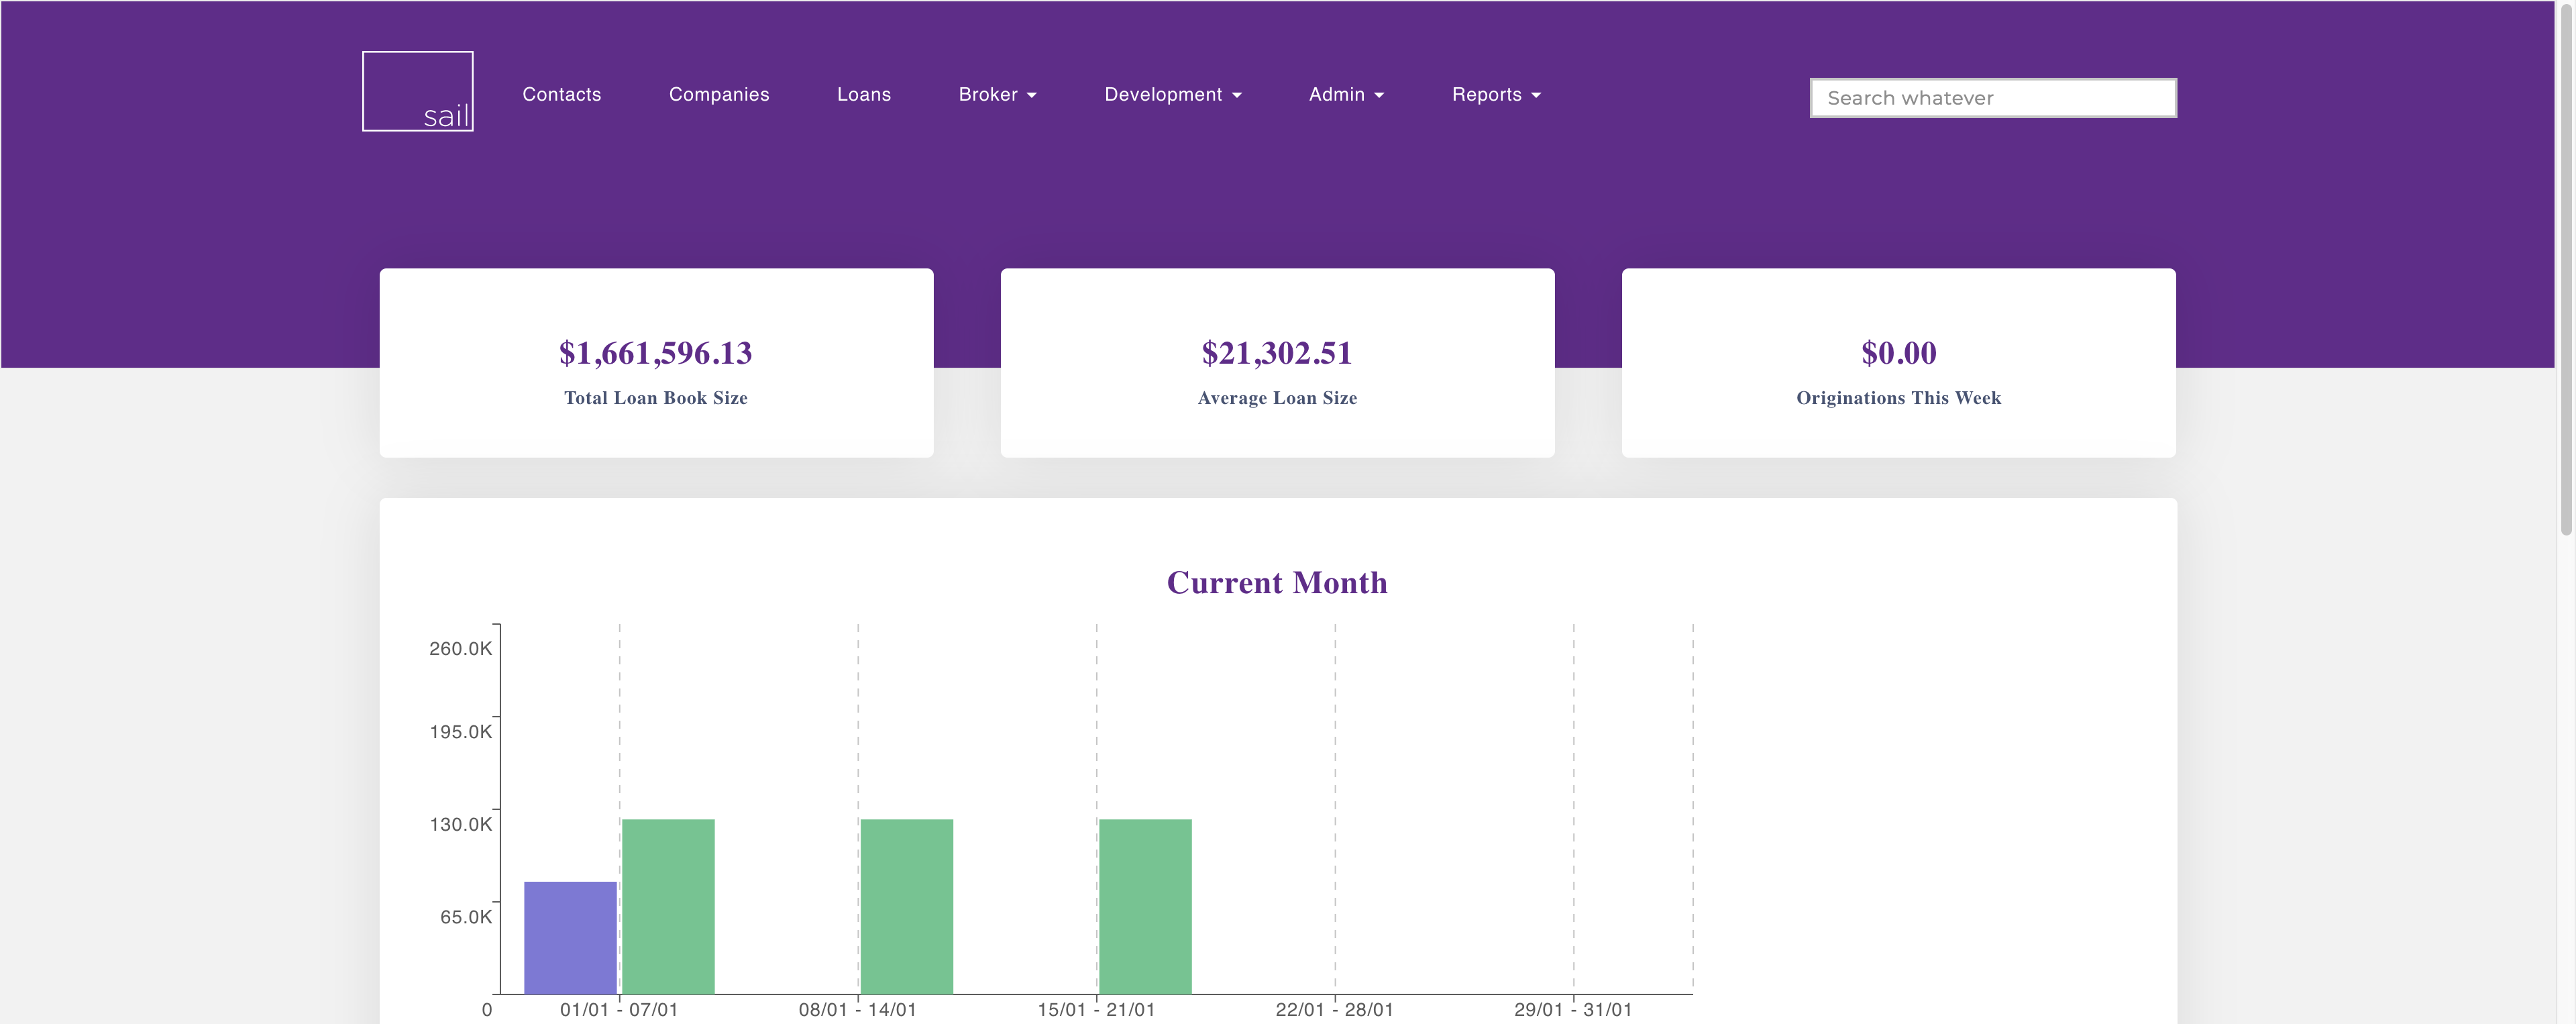 sail
Contacts Companies Loans Broker Development Admin Reports
Search whatever
$1,661,596.13
Total Loan Book Size
$21,302.51
Average Loan Size
$0.00
Originations This Week
Current Month
260.0K
195.0K
130.0K
65.0K
0
01/01 - 07/01 08/01 - 14/01 15/01 - 21/01 22/01 - 28/01 29/01 - 31/01